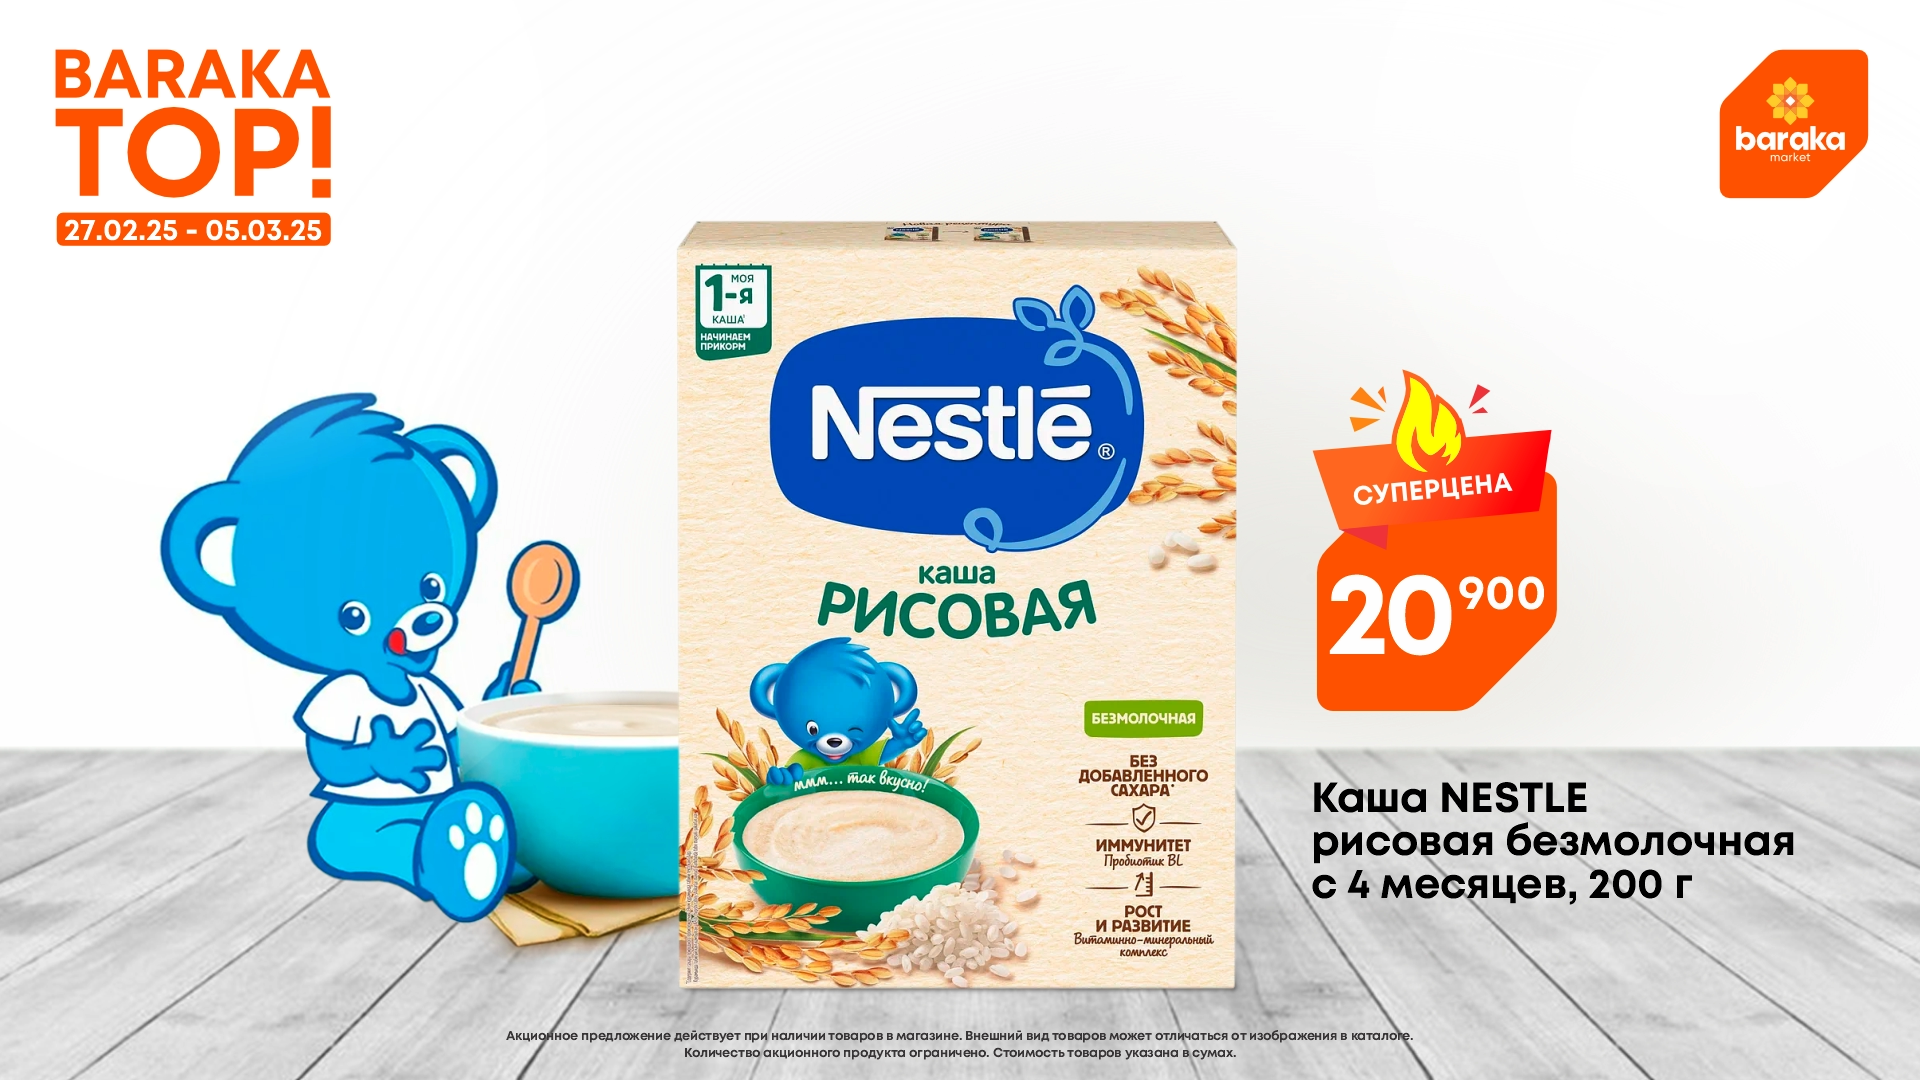 BARAKA
TOP!
27.02.25 - 05.03.25
baraka
market
МОЯ
1-Я
КАША
НАЧИНАЕМ
ПРИКОРМ
Nestlé®
каша
РИСОВАЯ
ммм... так вкусно!
БЕЗМОЛОЧНАЯ
БЕЗ
ДОБАВЛЕННОГО
САХАРА*
ИММУНИТЕТ
Пробиотик BL
РОСТ
И РАЗВИТИЕ
Витаминно-минеральный
комплекс
СУПЕРЦЕНА
20 900
Каша NESTLE
рисовая безмолочная
с 4 месяцев, 200 г
Акционное предложение действует при наличии товаров в магазине. Внешний вид товаров может отличаться от изображения в каталоге.
Количество акционного продукта ограничено. Стоимость товаров указана в сумах.